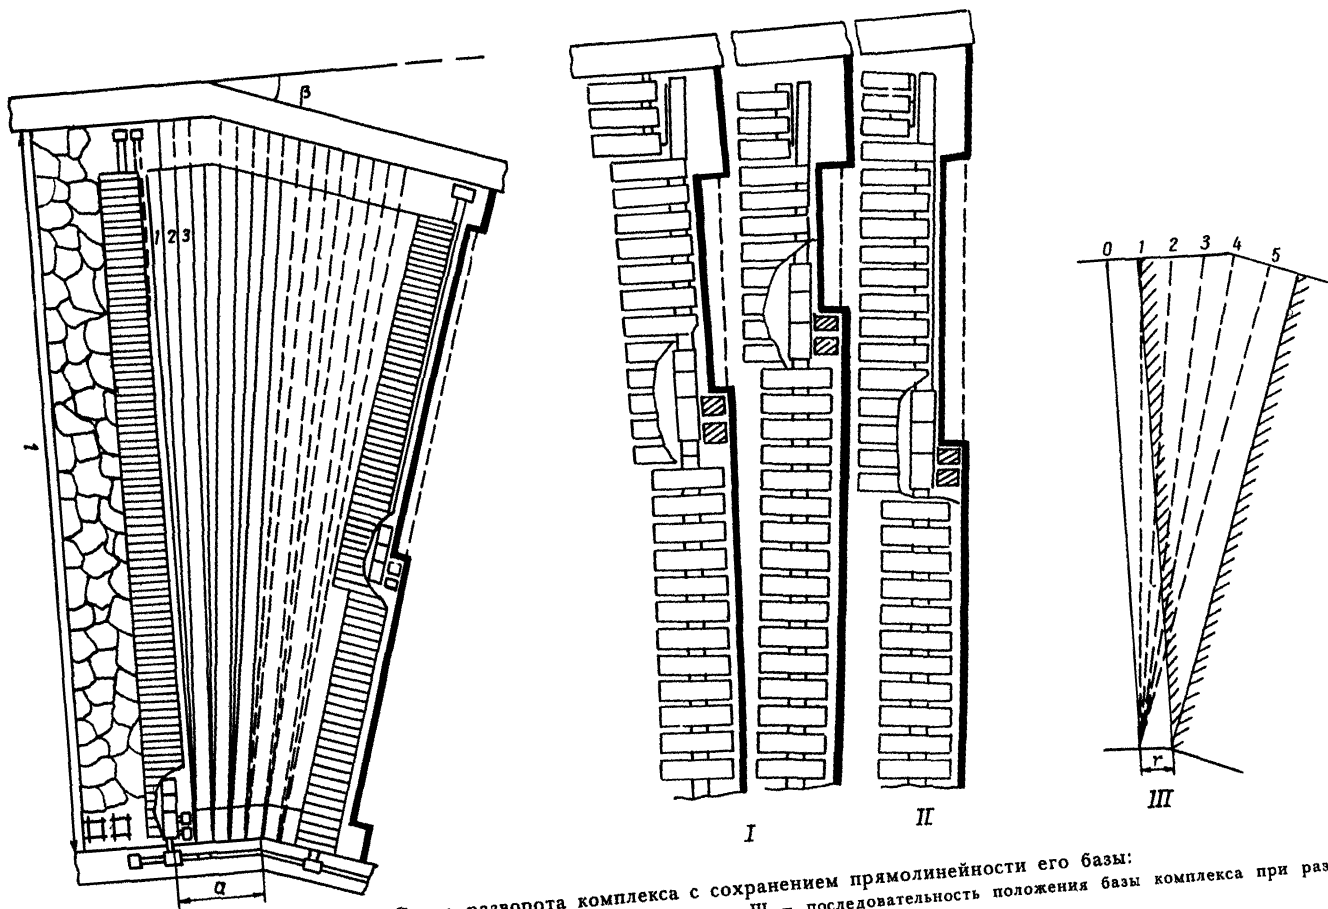 β
1 2 3
l
a
I
II
0 1 2 3 4 5
r
III
разворота комплекса с сохранением прямолинейности его базы:
III — последовательность положения базы комплекса при раз